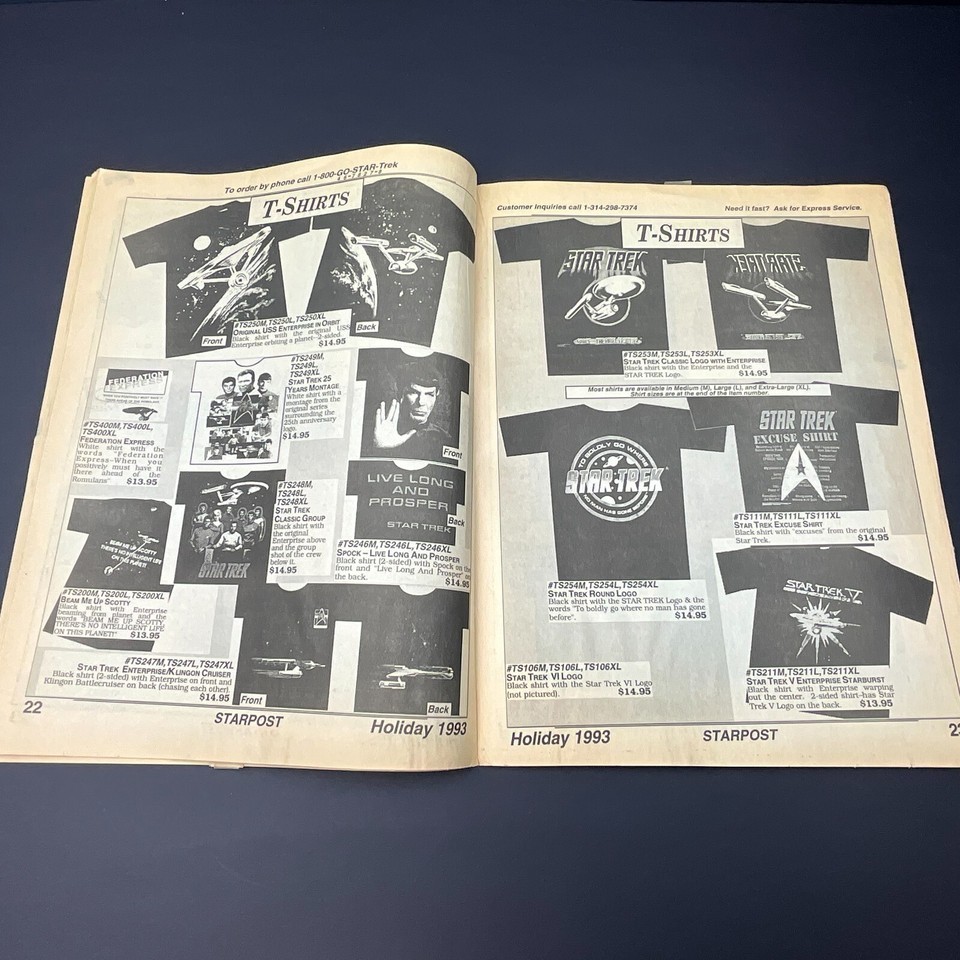 To order by phone call 1-800-GO-STAR-Trek
T-SHIRTS
Front
Back
#TS250M,TS250L,TS250XL
ORIGINAL USS ENTERPRISE IN ORBIT
Black shirt with the original USS
Enterprise orbiting a planet--2-sided.
$14.95
FEDERATION
EXPRESS
#TS400M,TS400L,
TS400XL
FEDERATION EXPRESS
White shirt with the
words "Federation
Express--When you
positively must have it
there ahead of the
Romulans" $13.95
#TS249M,
TS249L,
TS249XL
STAR TREK 25
YEARS MONTAGE
White shirt with a
montage from the
original series
surrounding the
25th anniversary
logo.
$14.95
Front
LIVE LONG
AND
PROSPER
STAR TREK
Back
#TS246M,TS246L,TS246XL
SPOCK – LIVE LONG AND PROSPER
Black shirt (2-sided) with Spock on the
front and "Live Long And Prosper" on
the back. $14.95
STAR TREK
#TS248M,
TS248L,
TS248XL
STAR TREK
CLASSIC GROUP
Black shirt with
the original
Enterprise above
and the group
shot of the crew
below it.
$14.95
BEAM ME UP SCOTTY
THERE'S NO INTELLIGENT LIFE
ON THIS PLANET!
#TS200M,TS200L,TS200XL
BEAM ME UP SCOTTY
Black shirt with Enterprise
beaming from planet and the
words "BEAM ME UP SCOTTY,
THERE'S NO INTELLIGENT LIFE
ON THIS PLANET!" $13.95
#TS247M,TS247L,TS247XL
STAR TREK ENTERPRISE/KLINGON CRUISER
Black shirt (2-sided) with Enterprise on front and
Klingon Battlecruiser on back (chasing each other).
$14.95
Front
Back
22
STARPOST
Holiday 1993
Customer Inquiries call 1-314-298-7374
Need it fast? Ask for Express Service.
T-SHIRTS
STAR TREK
#TS253M,TS253L,TS253XL
STAR TREK CLASSIC LOGO WITH ENTERPRISE
Black shirt with the Enterprise and the
STAR TREK Logo. $14.95
Most shirts are available in Medium (M), Large (L), and Extra-Large (XL).
Shirt sizes are at the end of the item number.
TO BOLDLY GO WHERE
STAR TREK
NO MAN HAS GONE BEFORE
STAR TREK
EXCUSE SHIRT
#TS111M,TS111L,TS111XL
STAR TREK EXCUSE SHIRT
Black shirt with "excuses" from the original
Star Trek. $14.95
#TS254M,TS254L,TS254XL
STAR TREK ROUND LOGO
Black shirt with the STAR TREK Logo & the
words "To boldly go where no man has gone
before". $14.95
STAR TREK V
#TS106M,TS106L,TS106XL
STAR TREK VI LOGO
Black shirt with the Star Trek VI Logo
(not pictured). $14.95
#TS211M,TS211L,TS211XL
STAR TREK V ENTERPRISE STARBURST
Black shirt with Enterprise warping
out the center. 2-sided shirt-has Star
Trek V Logo on the back. $13.95
Holiday 1993
STARPOST